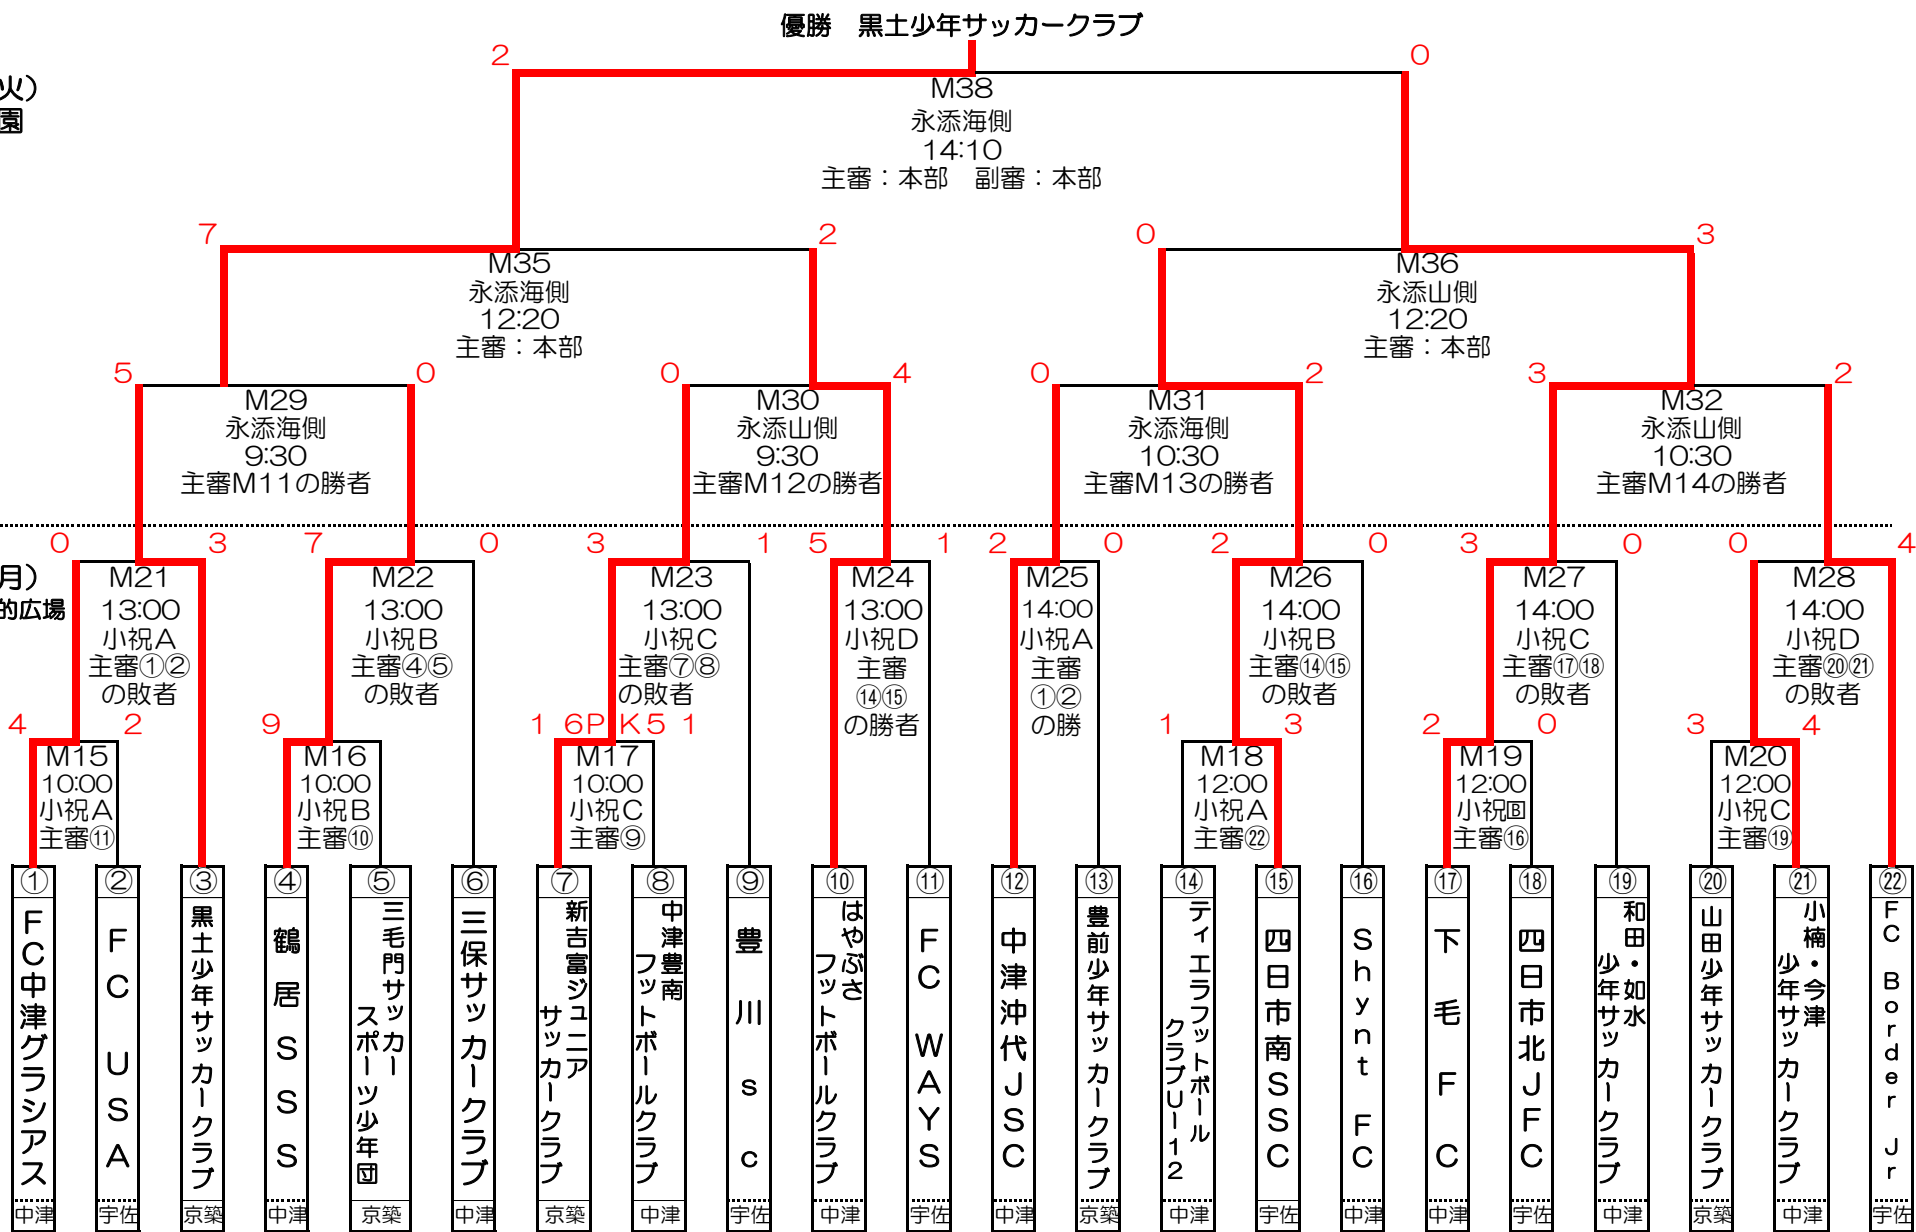 優勝　黒土少年サッカークラブ
2
0
火）
園
M38
永添海側
14:10
主審：本部　副審：本部
7
2
0
3
M35
永添海側
12:20
主審：本部
M36
永添山側
12:20
主審：本部
5
0
0
4
0
2
3
2
M29
永添海側
9:30
主審M11の勝者
M30
永添山側
9:30
主審M12の勝者
M31
永添海側
10:30
主審M13の勝者
M32
永添山側
10:30
主審M14の勝者
0
3
7
0
3
1
5
1
2
0
2
0
3
0
0
4
月）
的広場
M21
13:00
小祝A
主審①②
の敗者
M22
13:00
小祝B
主審④⑤
の敗者
M23
13:00
小祝C
主審⑦⑧
の敗者
M24
13:00
小祝D
主審
⑭⑮
の勝者
M25
14:00
小祝A
主審
①②
の勝
M26
14:00
小祝B
主審⑭⑮
の敗者
M27
14:00
小祝C
主審⑰⑱
の敗者
M28
14:00
小祝D
主審⑳㉑
の敗者
4
2
9
1 6PK5 1
1
3
2
0
3
4
M15
10:00
小祝A
主審⑪
M16
10:00
小祝B
主審⑩
M17
10:00
小祝C
主審⑨
M18
12:00
小祝A
主審㉒
M19
12:00
小祝B
主審⑯
M20
12:00
小祝C
主審⑲
①
FC中津グラシアス
中津
②
FC USA
宇佐
③
黒土少年サッカークラブ
京築
④
鶴居SSS
中津
⑤
三毛門サッカー
スポーツ少年団
京築
⑥
三保サッカークラブ
中津
⑦
新吉富ジュニア
サッカークラブ
京築
⑧
中津豊南
フットボールクラブ
中津
⑨
豊川sc
宇佐
⑩
はやぶさ
フットボールクラブ
中津
⑪
FC WAYS
宇佐
⑫
中津沖代JSC
中津
⑬
豊前少年サッカークラブ
京築
⑭
ティエラフットボール
クラブU-12
中津
⑮
四日市南SSC
宇佐
⑯
Shynt FC
中津
⑰
下毛FC
中津
⑱
四日市北JFC
宇佐
⑲
和田・如水
少年サッカークラブ
中津
⑳
山田少年サッカークラブ
京築
㉑
小楠・今津
少年サッカークラブ
中津
㉒
FC Border Jr
宇佐